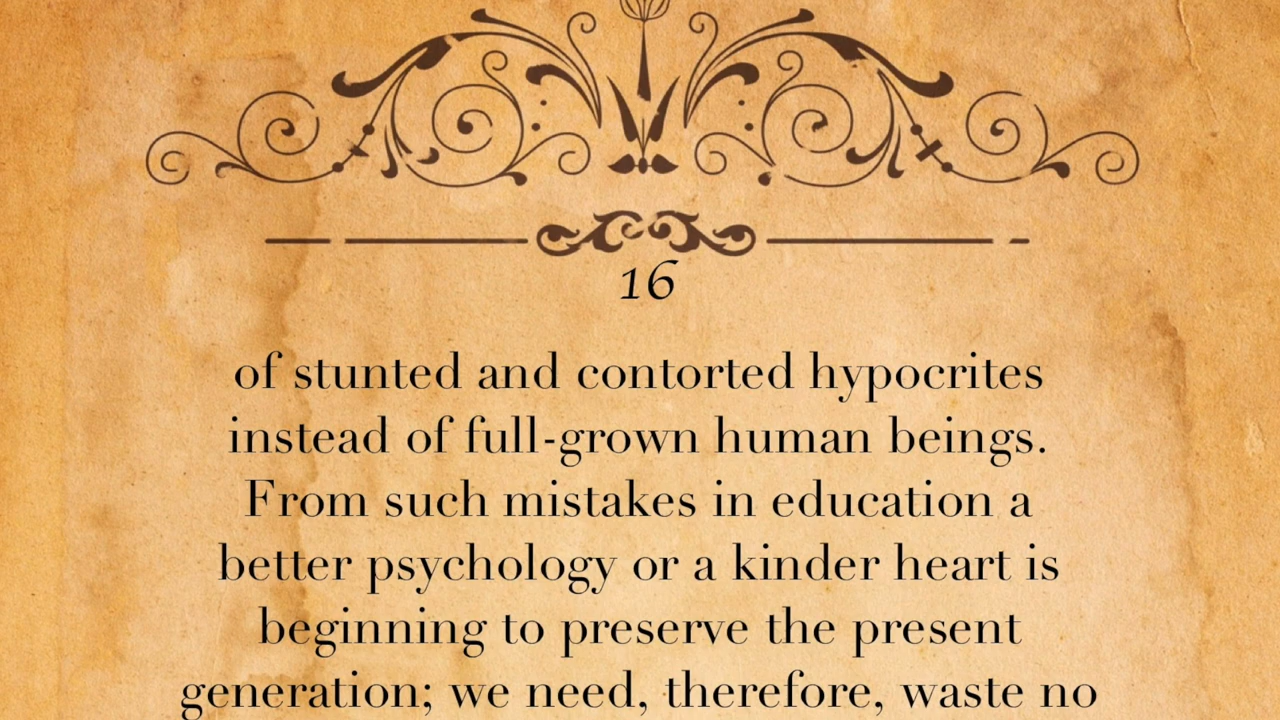 16
of stunted and contorted hypocrites
instead of full-grown human beings.
From such mistakes in education a
better psychology or a kinder heart is
beginning to preserve the present
generation; we need, therefore, waste no